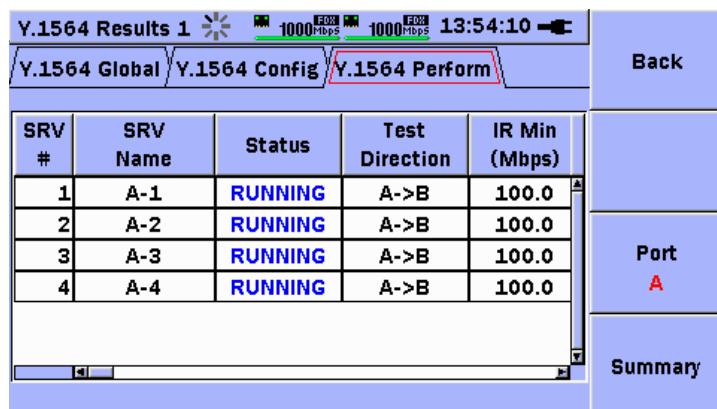 Y.1564 Results 1 1000 FDX Mbps 1000 FDX Mbps 13:54:10
Y.1564 Global Y.1564 Config Y.1564 Perform
Back
SRV # SRV Name Status Test Direction IR Min (Mbps)
1 A-1 RUNNING A->B 100.0
2 A-2 RUNNING A->B 100.0
3 A-3 RUNNING A->B 100.0
4 A-4 RUNNING A->B 100.0
Port
A
Summary